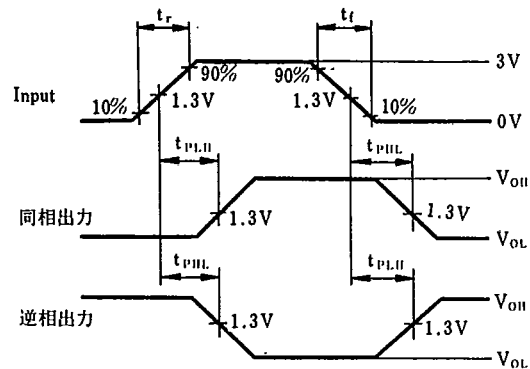 tr
tf
90%
90%
3V
Input
10%
1.3V
1.3V
10%
0V
tPLH
tPHL
VOH
同相出力
1.3V
1.3V
VOL
tPHL
tPLH
VOH
逆相出力
1.3V
1.3V
VOL